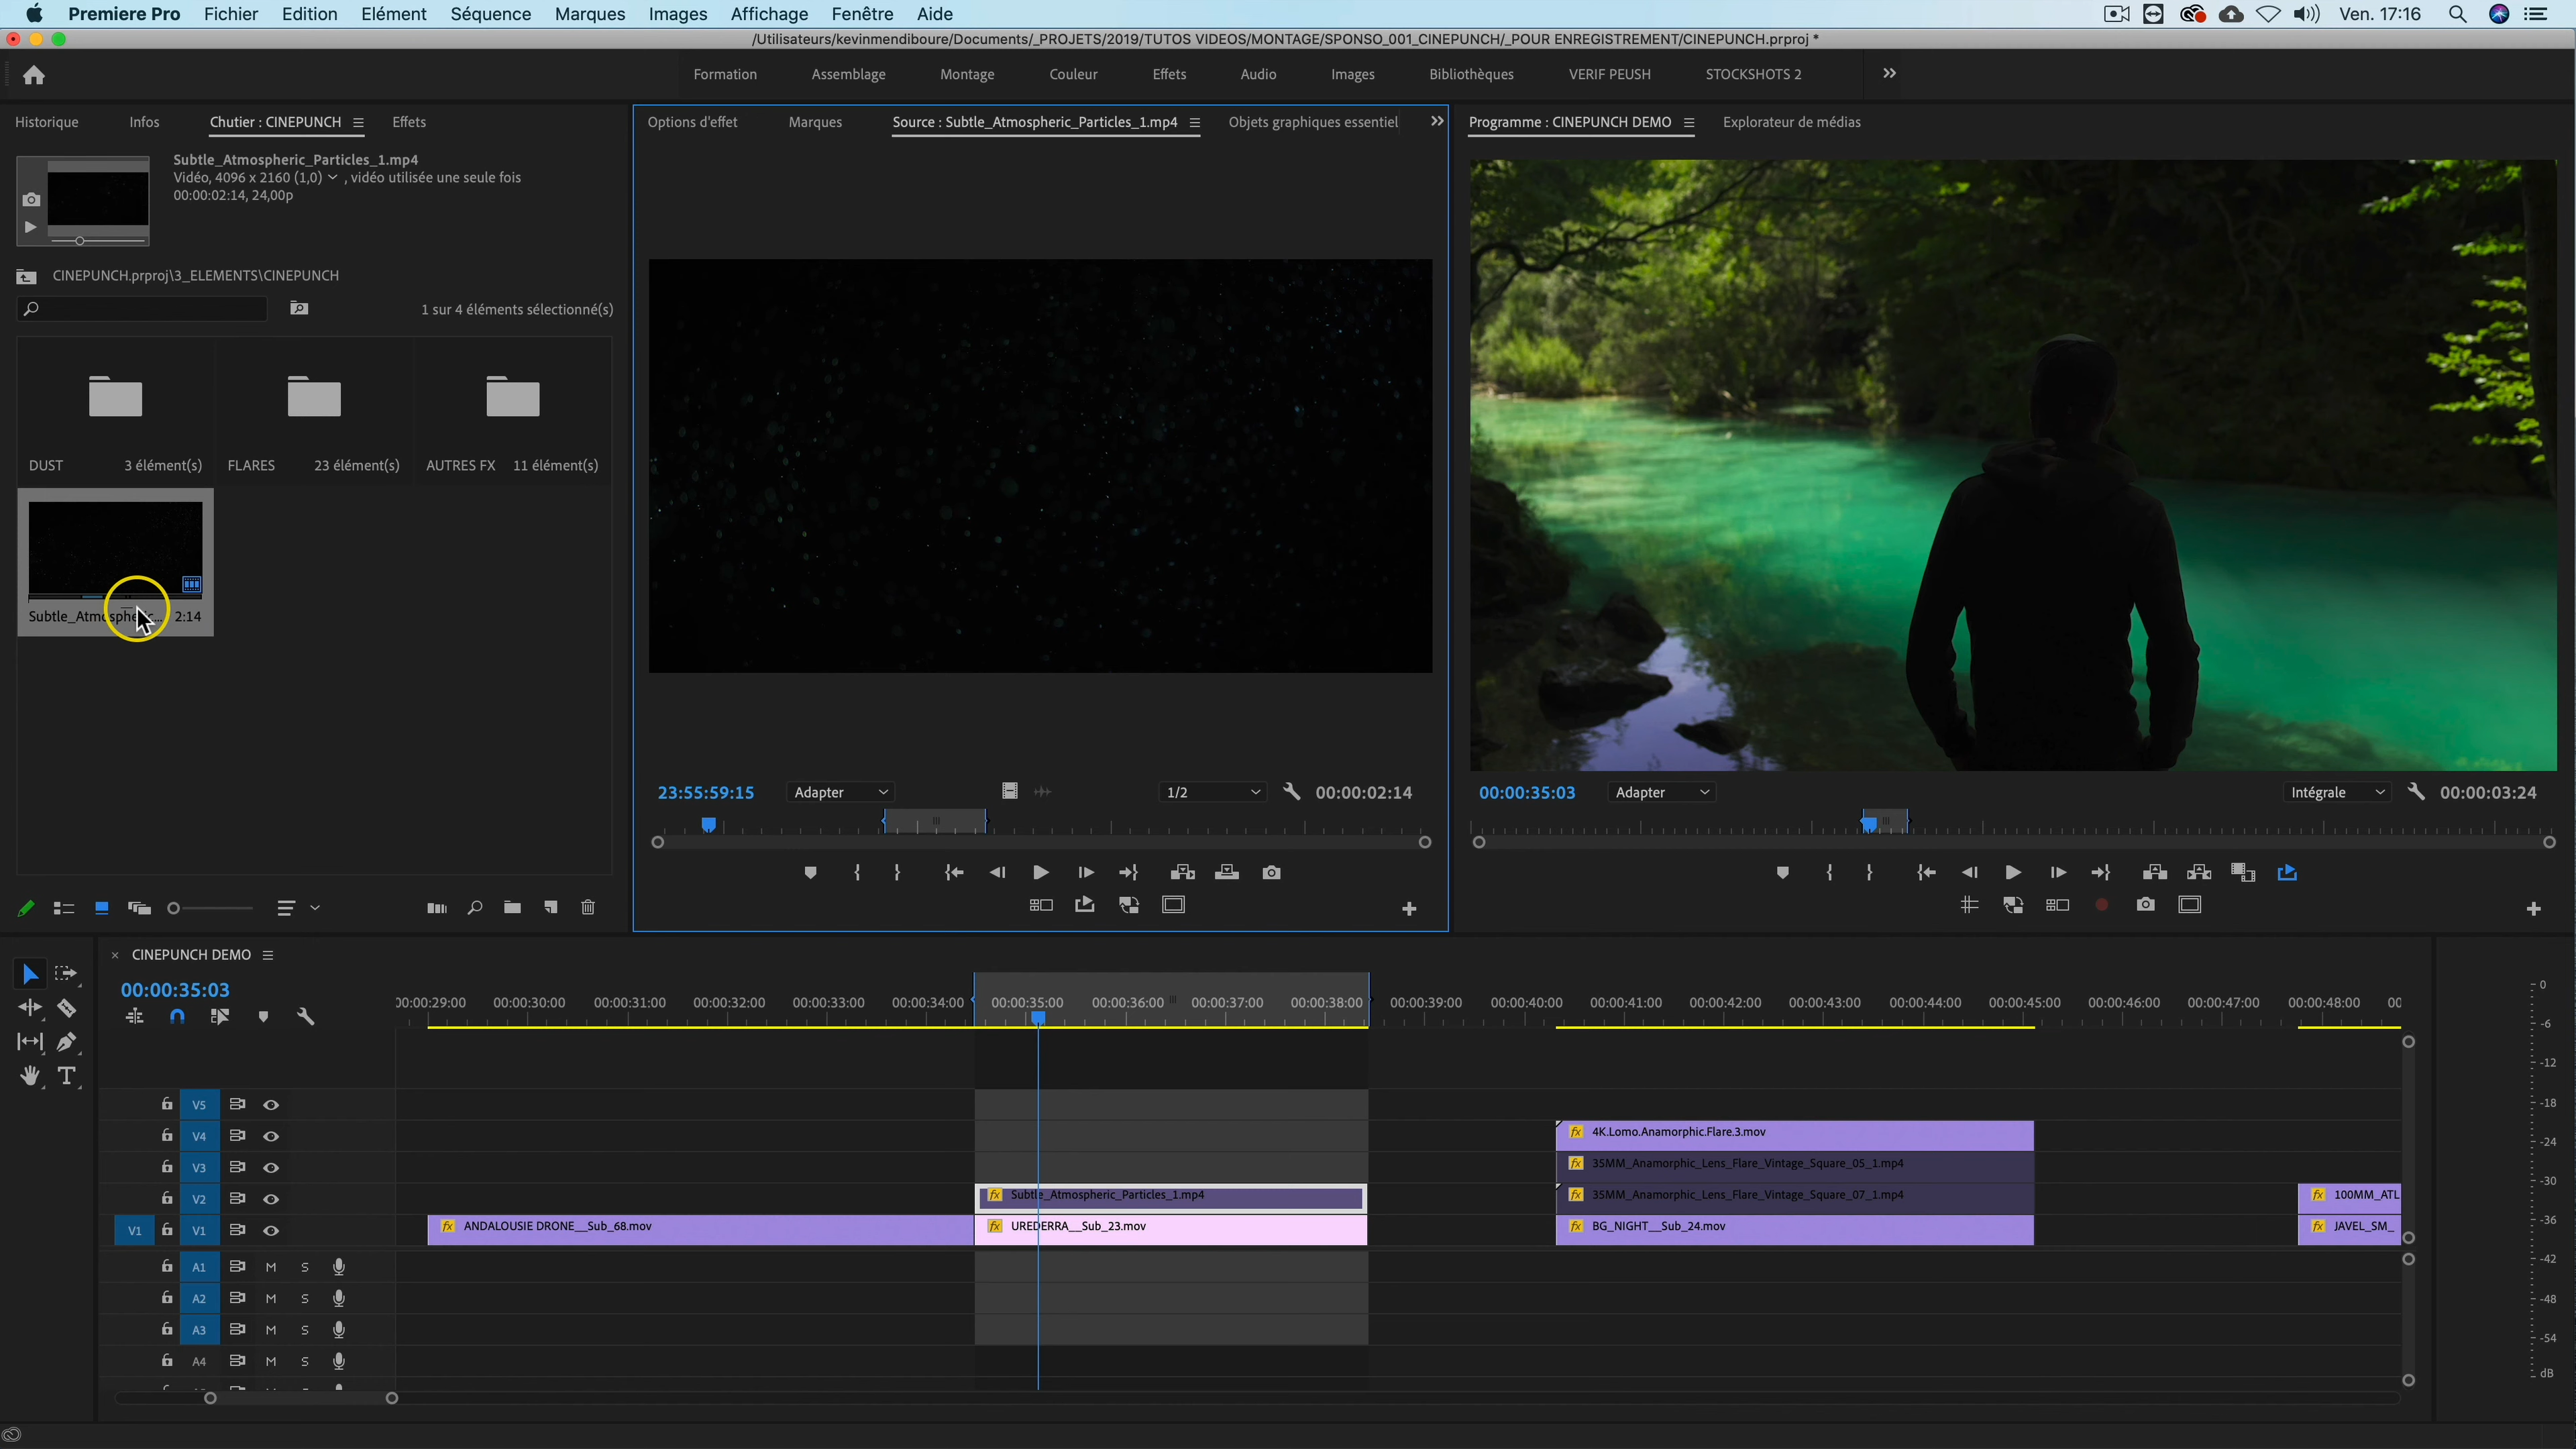 Premiere Pro Fichier Edition Elément Séquence Marques Images Affichage Fenêtre Aide Ven. 17:16
/Utilisateurs/kevinmendiboure/Documents/_PROJETS/2019/TUTOS VIDEOS/MONTAGE/SPONSO_001_CINEPUNCH/_POUR ENREGISTREMENT/CINEPUNCH.prproj *
Formation Assemblage Montage Couleur Effets Audio Images Bibliothèques VERIF PEUSH STOCKSHOTS 2
Historique Infos Chutier : CINEPUNCH Effets
Subtle_Atmospheric_Particles_1.mp4
Vidéo, 4096 x 2160 (1,0) , vidéo utilisée une seule fois
00:00:02:14, 24,00p
CINEPUNCH.prproj\3_ELEMENTS\CINEPUNCH
1 sur 4 éléments sélectionné(s)
DUST 3 élément(s) FLARES 23 élément(s) AUTRES FX 11 élément(s)
Subtle_Atmospheric... 2:14
Options d'effet Marques Source : Subtle_Atmospheric_Particles_1.mp4 Objets graphiques essentiel
23:55:59:15 Adapter 1/2 00:00:02:14
Programme : CINEPUNCH DEMO Explorateur de médias
00:00:35:03 Adapter Intégrale 00:00:03:24
CINEPUNCH DEMO
00:00:35:03
00:00:29:00 00:00:30:00 00:00:31:00 00:00:32:00 00:00:33:00 00:00:34:00 00:00:35:00 00:00:36:00 00:00:37:00 00:00:38:00 00:00:39:00 00:00:40:00 00:00:41:00 00:00:42:00 00:00:43:00 00:00:44:00 00:00:45:00 00:00:46:00 00:00:47:00 00:00:48:00 00
V5
V4 4K.Lomo.Anamorphic.Flare.3.mov
V3 35MM_Anamorphic_Lens_Flare_Vintage_Square_05_1.mp4
V2 Subtle_Atmospheric_Particles_1.mp4 35MM_Anamorphic_Lens_Flare_Vintage_Square_07_1.mp4 100MM_ATL
V1 V1 ANDALOUSIE DRONE__Sub_68.mov UREDERRA__Sub_23.mov BG_NIGHT__Sub_24.mov JAVEL_SM_
A1 M S
A2 M S
A3 M S
A4 M S
0
-6
-12
-18
-24
-30
-36
-42
-48
-54
dB